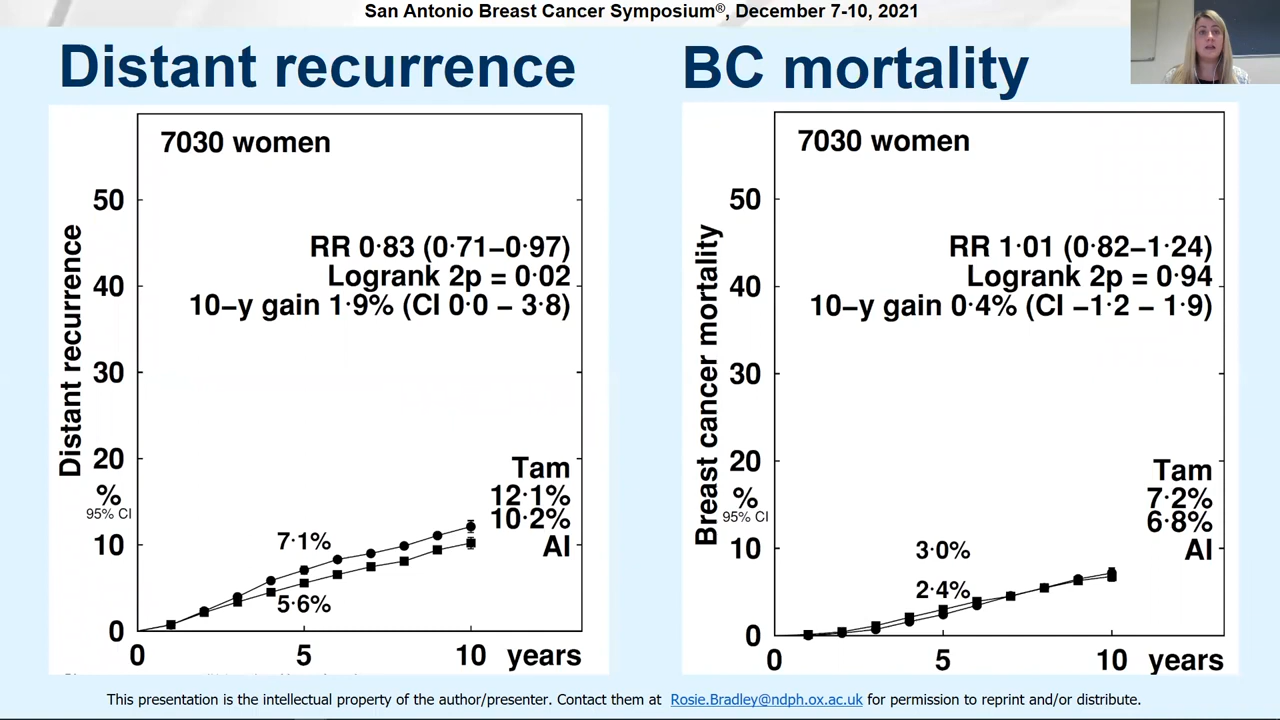 San Antonio Breast Cancer Symposium®, December 7-10, 2021
Distant recurrence
7030 women
RR 0·83 (0·71–0·97)
Logrank 2p = 0·02
10–y gain 1·9% (CI 0·0 – 3·8)
Distant recurrence
%
95% CI
50
40
30
20
10
0
Tam
12·1%
10·2%
AI
7·1%
5·6%
0
5
10
years
BC mortality
7030 women
RR 1·01 (0·82–1·24)
Logrank 2p = 0·94
10–y gain 0·4% (CI –1·2 – 1·9)
Breast cancer mortality
%
95% CI
50
40
30
20
10
0
Tam
7·2%
6·8%
AI
3·0%
2·4%
0
5
10
years
This presentation is the intellectual property of the author/presenter. Contact them at Rosie.Bradley@ndph.ox.ac.uk for permission to reprint and/or distribute.